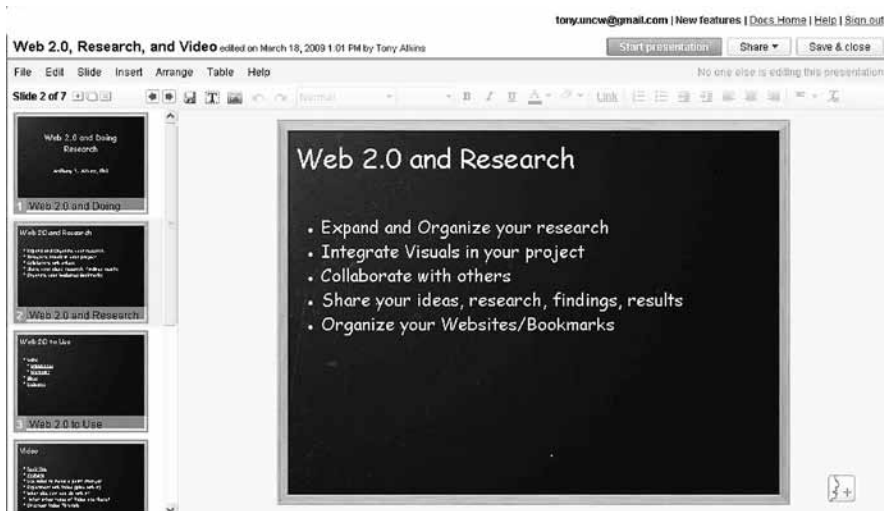 tony.uncw@gmail.com | New features | Docs Home | Help | Sign out
Web 2.0, Research, and Video edited on March 18, 2009 1:01 PM by Tony Atkins
Start presentation Share Save & close
File Edit Slide Insert Arrange Table Help
No one else is editing this presentation
Slide 2 of 7
Normal
B I U A Link
Web 2.0 and Doing
Research
1 Web 2.0 and Doing
Web 2.0 and Research
2 Web 2.0 and Research
Web 2.0 to Use
3 Web 2.0 to Use
Video
Web 2.0 and Research
• Expand and Organize your research
• Integrate Visuals in your project
• Collaborate with others
• Share your ideas, research, findings, results
• Organize your Websites/Bookmarks